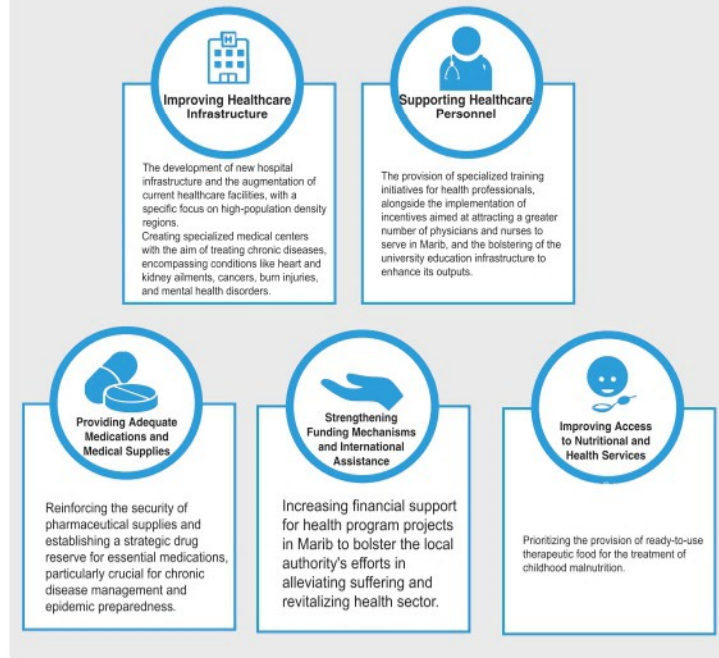 H
Improving Healthcare
Infrastructure
The development of new hospital
infrastructure and the augmentation of
current healthcare facilities, with a
specific focus on high-population density
regions.
Creating specialized medical centers
with the aim of treating chronic diseases,
encompassing conditions like heart and
kidney ailments, cancers, burn injuries,
and mental health disorders.
Supporting Healthcare
Personnel
The provision of specialized training
initiatives for health professionals,
alongside the implementation of
incentives aimed at attracting a greater
number of physicians and nurses to
serve in Marib, and the bolstering of the
university education infrastructure to
enhance its outputs.
Providing Adequate
Medications and
Medical Supplies
Reinforcing the security of
pharmaceutical supplies and
establishing a strategic drug
reserve for essential medications,
particularly crucial for chronic
disease management and
epidemic preparedness.
Strengthening
Funding Mechanisms
and International
Assistance
Increasing financial support
for health program projects
in Marib to bolster the local
authority's efforts in
alleviating suffering and
revitalizing health sector.
Improving Access
to Nutritional and
Health Services
Prioritizing the provision of ready-to-use
therapeutic food for the treatment of
childhood malnutrition.